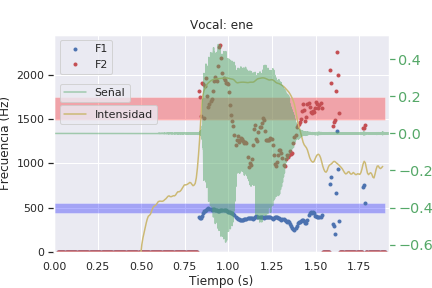 Vocal: ene
F1
F2
Señal
Intensidad
Frecuencia (Hz)
2000
1500
1000
500
0
0.4
0.2
0.0
−0.2
−0.4
−0.6
0.00 0.25 0.50 0.75 1.00 1.25 1.50 1.75
Tiempo (s)